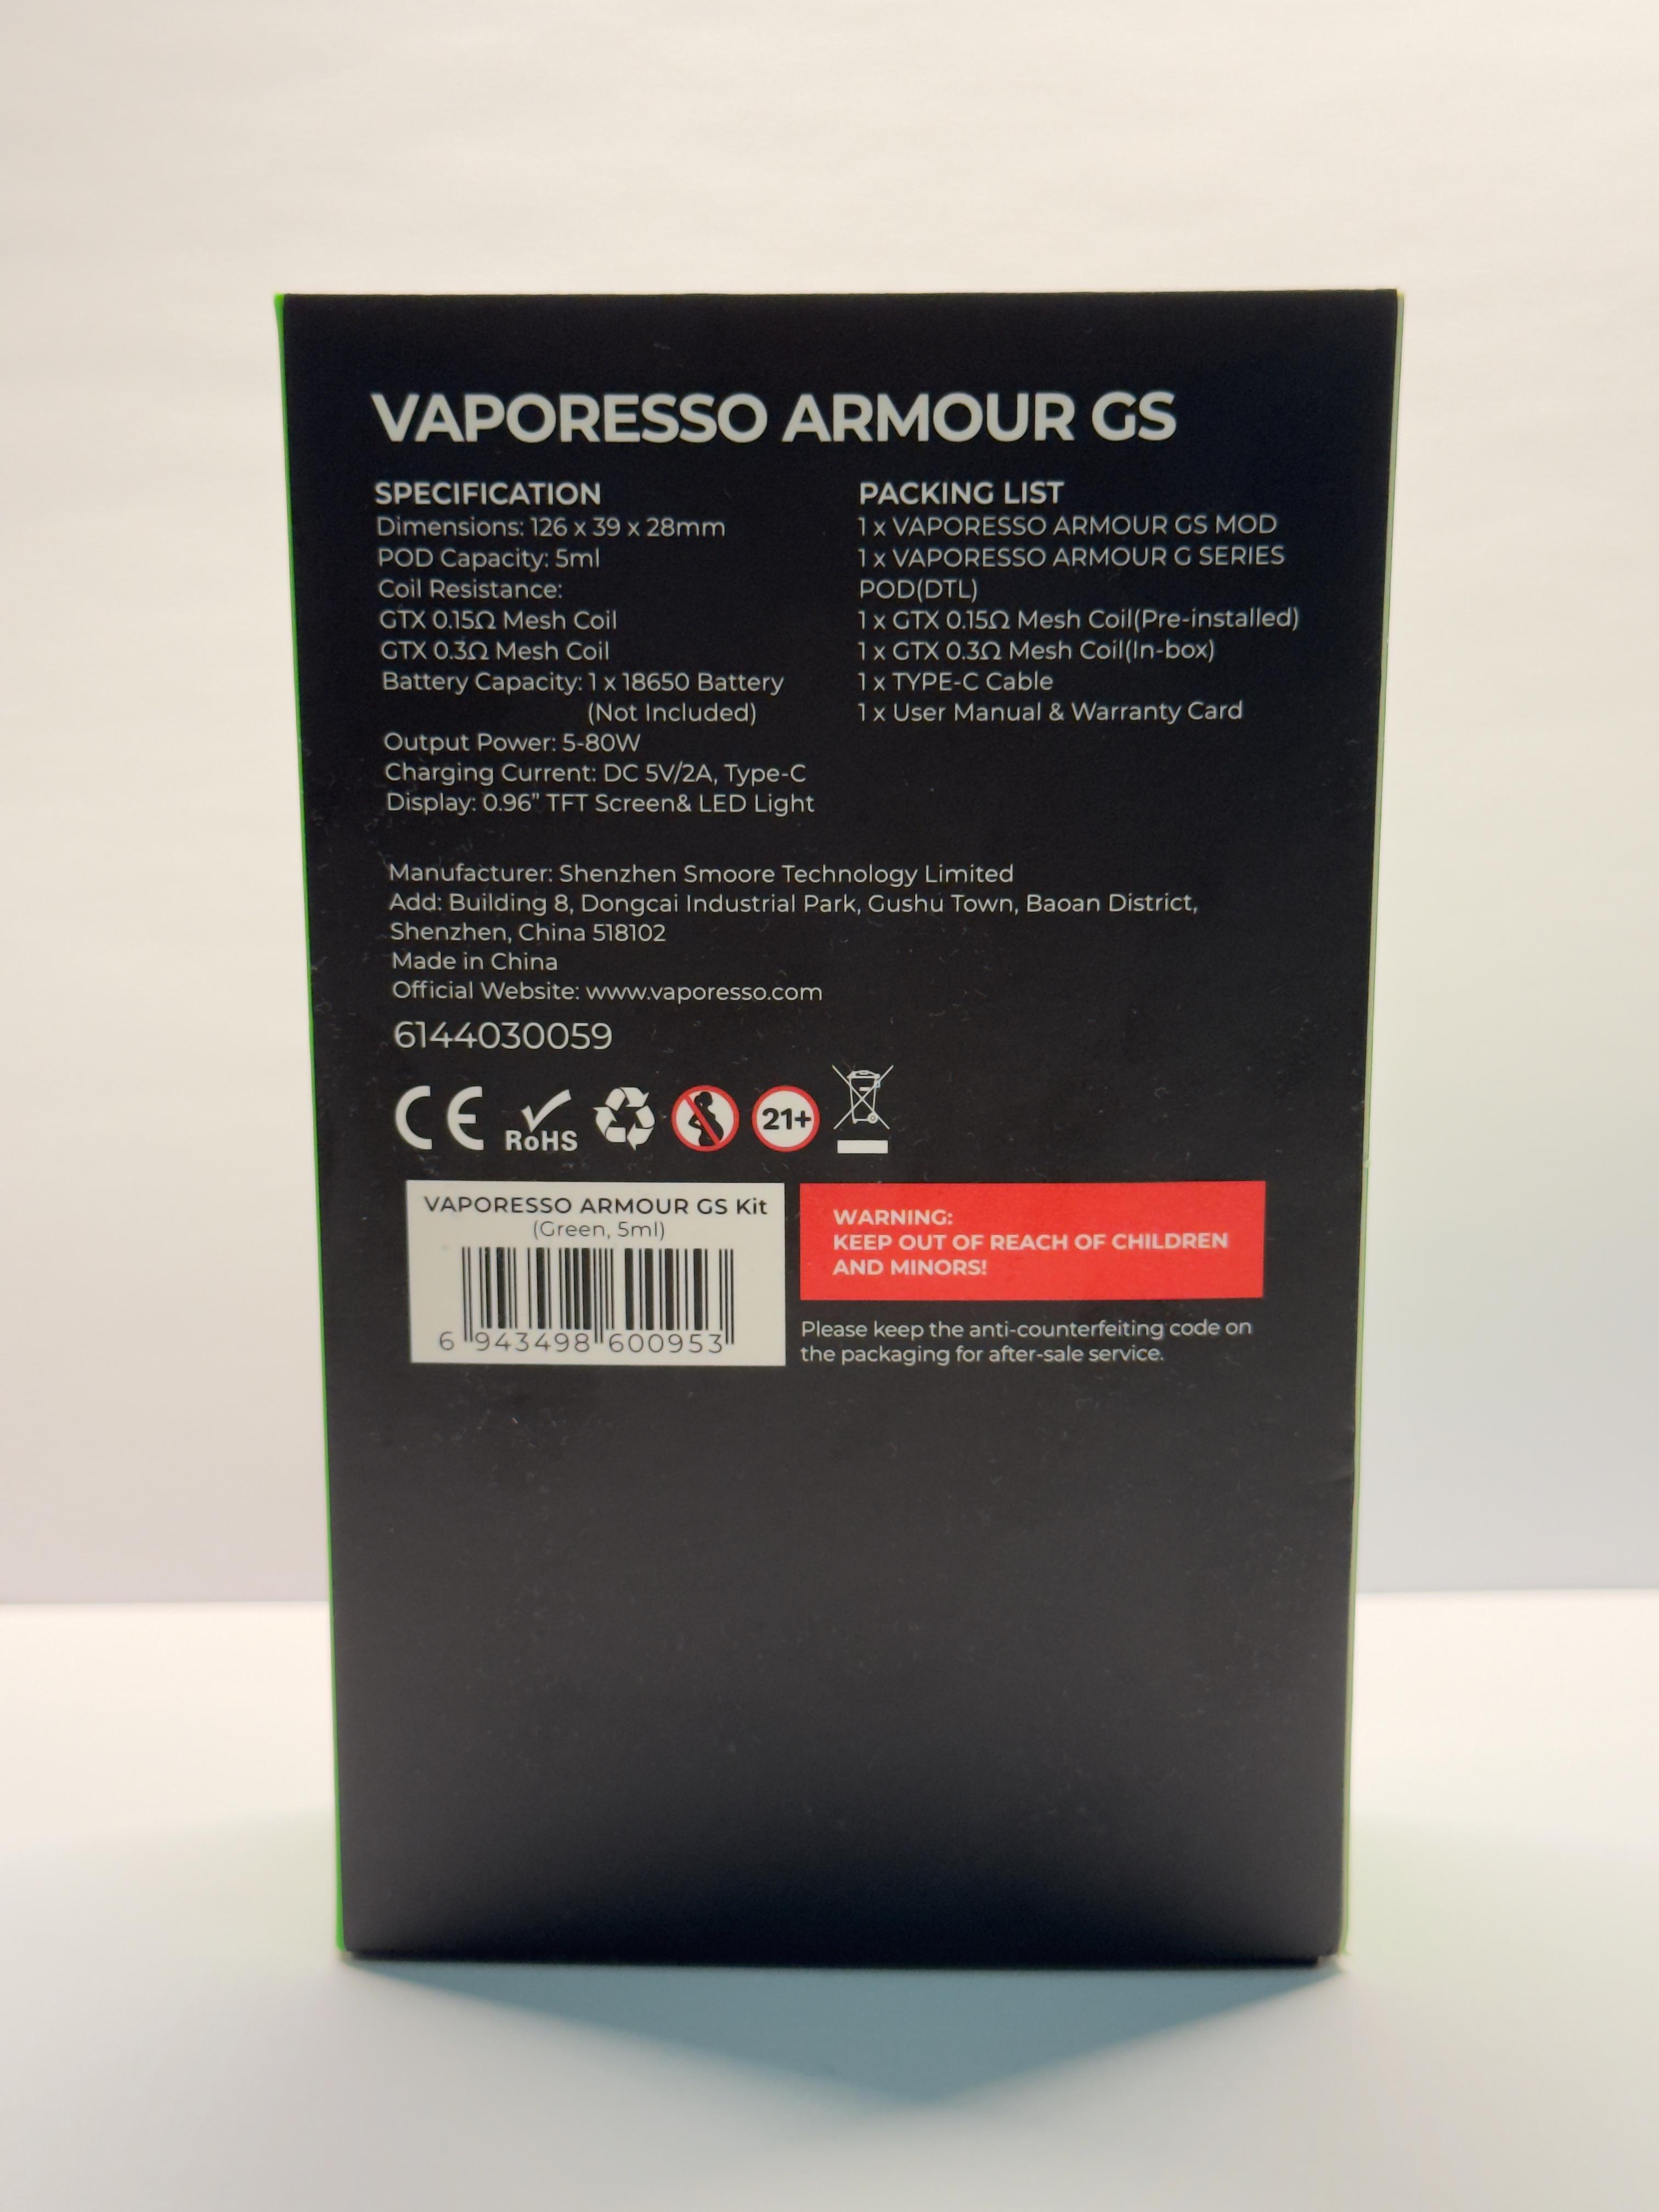 VAPORESSO ARMOUR GS
SPECIFICATION
Dimensions: 126 x 39 x 28mm
POD Capacity: 5ml
Coil Resistance:
GTX 0.15Ω Mesh Coil
GTX 0.3Ω Mesh Coil
Battery Capacity: 1 x 18650 Battery
(Not Included)
Output Power: 5-80W
Charging Current: DC 5V/2A, Type-C
Display: 0.96” TFT Screen& LED Light
PACKING LIST
1 x VAPORESSO ARMOUR GS MOD
1 x VAPORESSO ARMOUR G SERIES
POD(DTL)
1 x GTX 0.15Ω Mesh Coil(Pre-installed)
1 x GTX 0.3Ω Mesh Coil(In-box)
1 x TYPE-C Cable
1 x User Manual & Warranty Card
Manufacturer: Shenzhen Smoore Technology Limited
Add: Building 8, Dongcai Industrial Park, Gushu Town, Baoan District,
Shenzhen, China 518102
Made in China
Official Website: www.vaporesso.com
6144030059
CE
RoHS
21+
VAPORESSO ARMOUR GS Kit
(Green, 5ml)
6 943498 600953
WARNING:
KEEP OUT OF REACH OF CHILDREN
AND MINORS!
Please keep the anti-counterfeiting code on
the packaging for after-sale service.